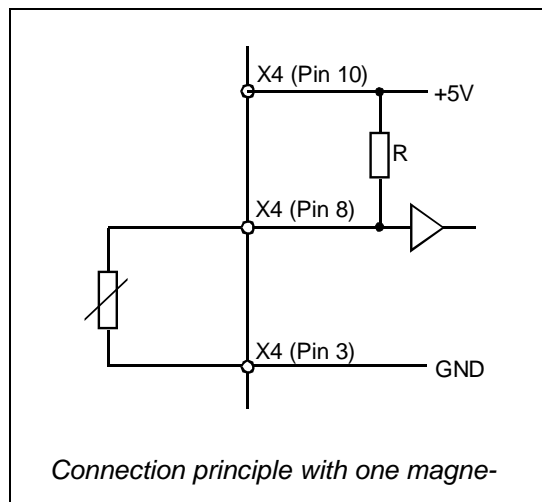 X4 (Pin 10)
+5V
R
X4 (Pin 8)
X4 (Pin 3)
GND
Connection principle with one magne-